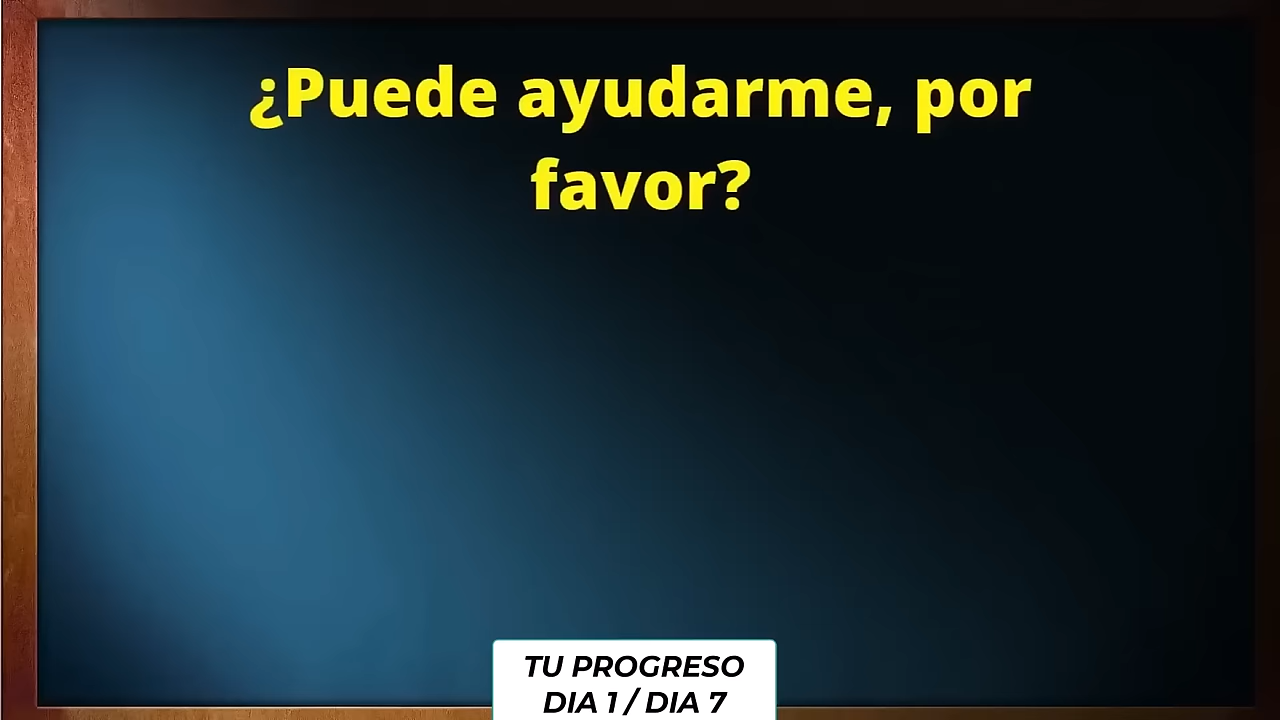 ¿Puede ayudarme, por
favor?
TU PROGRESO
DIA 1 / DIA 7